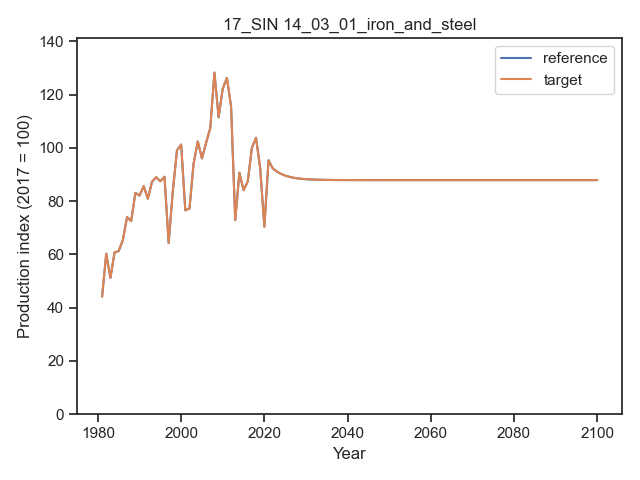 17_SIN 14_03_01_iron_and_steel
140
120
100
80
60
40
20
0
Production index (2017 = 100)
reference
target
1980 2000 2020 2040 2060 2080 2100
Year